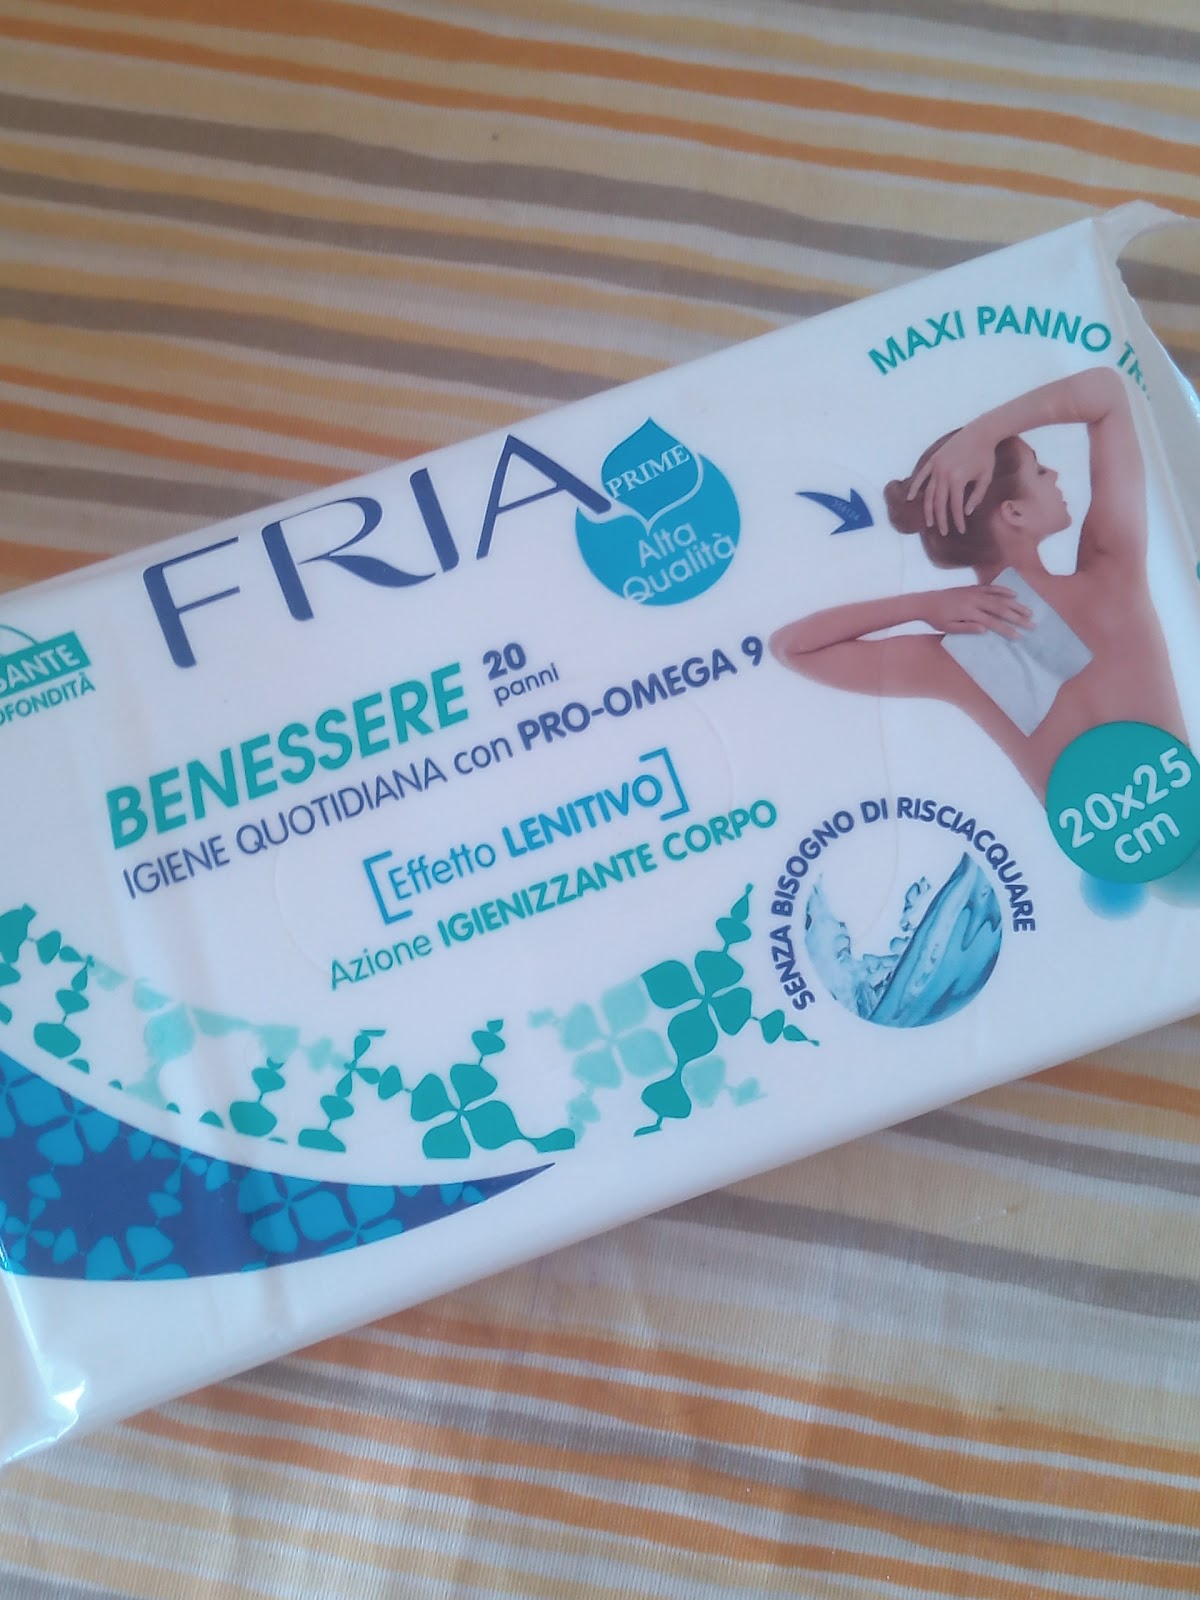 MAXI PANNO
FRIA
PRIME
Alta
Qualità
BENESSERE
20
panni
IGIENE QUOTIDIANA con PRO-OMEGA 9
[Effetto LENITIVO]
Azione IGIENIZZANTE CORPO
SENZA BISOGNO DI RISCIACQUARE
20x25
cm